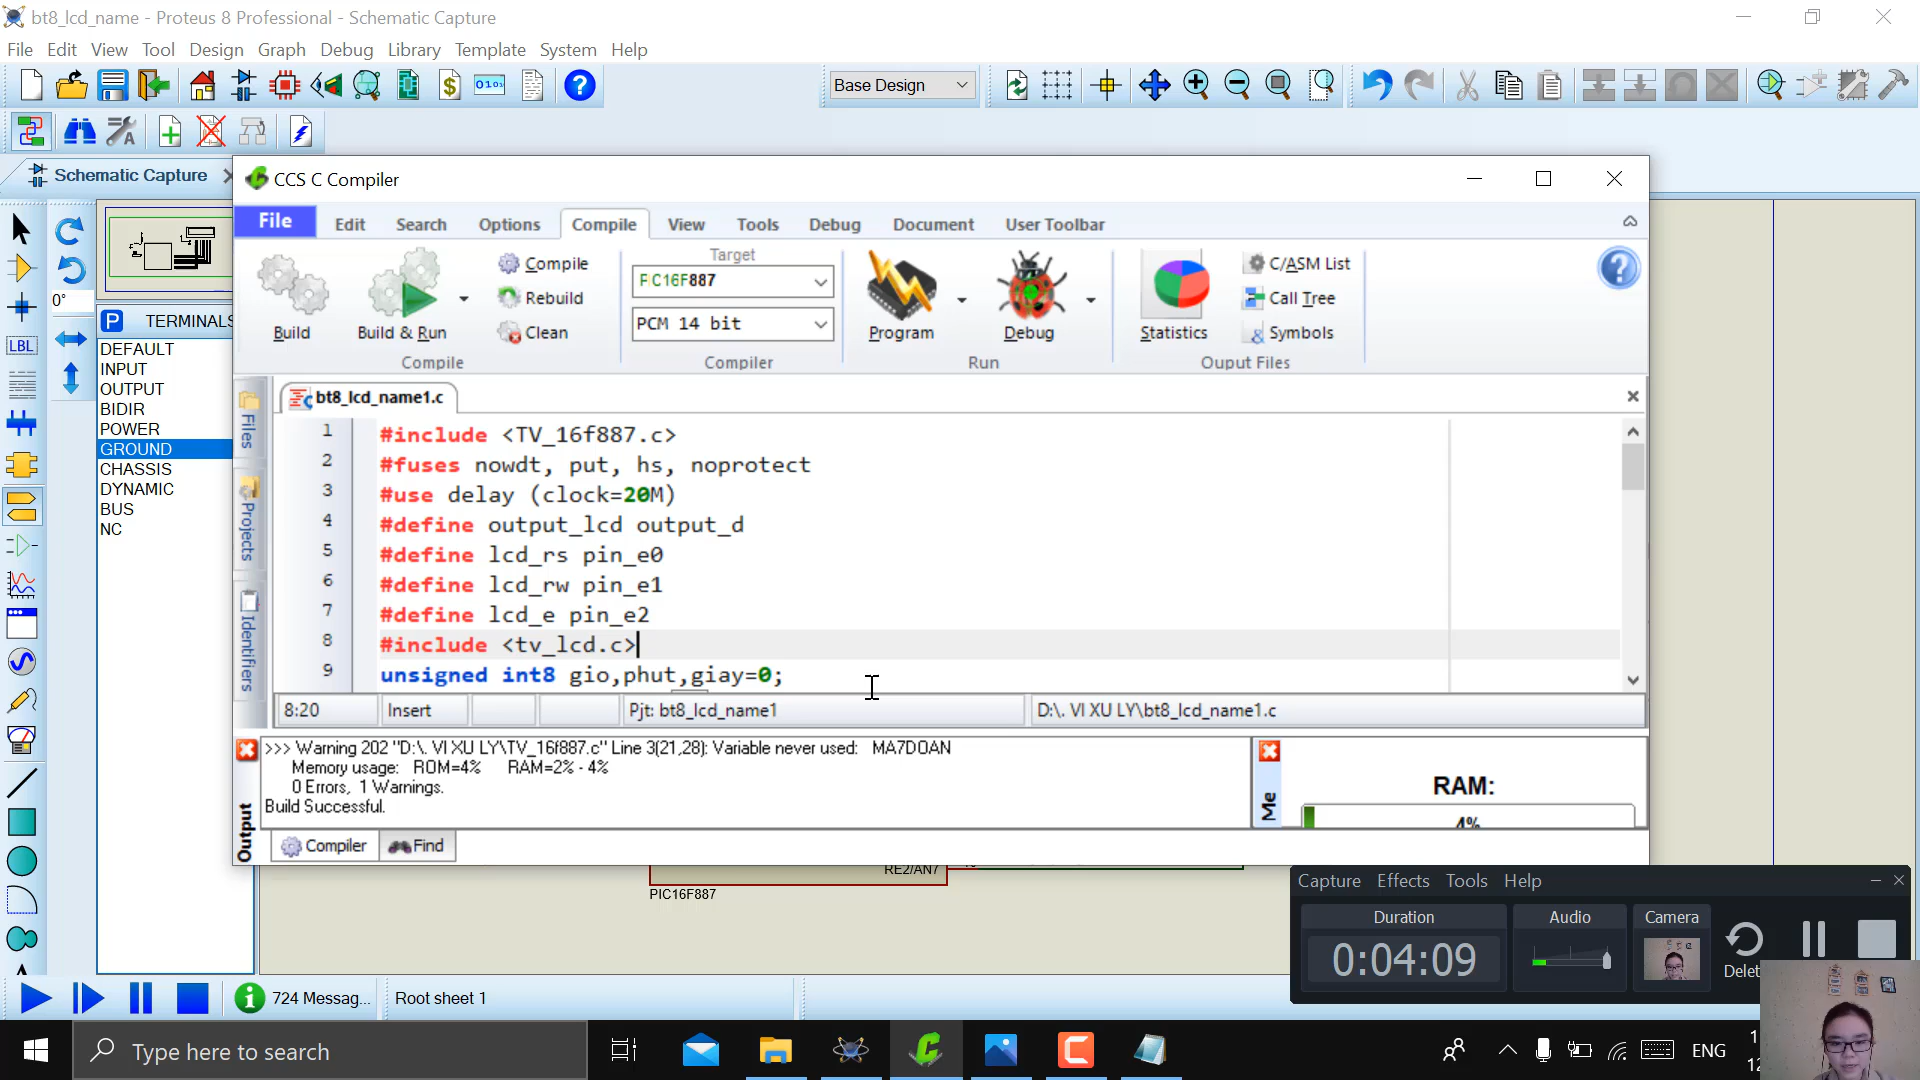 bt8_lcd_name - Proteus 8 Professional - Schematic Capture
File Edit View Tool Design Graph Debug Library Template System Help
Base Design
Schematic Capture
CCS C Compiler
File Edit Search Options Compile View Tools Debug Document User Toolbar
Build
Build & Run
Compile
Rebuild
Clean
Compile
Target
PIC16F887
PCM 14 bit
Compiler
Program
Debug
Run
Statistics
C/ASM List
Call Tree
Symbols
Ouput Files
0°
LBL
P TERMINALS
DEFAULT
INPUT
OUTPUT
BIDIR
POWER
GROUND
CHASSIS
DYNAMIC
BUS
NC
Files
Projects
Identifiers
bt8_lcd_name1.c
1 #include <TV_16f887.c>
2 #fuses nowdt, put, hs, noprotect
3 #use delay (clock=20M)
4 #define output_lcd output_d
5 #define lcd_rs pin_e0
6 #define lcd_rw pin_e1
7 #define lcd_e pin_e2
8 #include <tv_lcd.c>
9 unsigned int8 gio,phut,giay=0;
8:20 Insert Pjt: bt8_lcd_name1 D:\. VI XU LY\bt8_lcd_name1.c
>>> Warning 202 "D:\. VI XU LY\TV_16f887.c" Line 3(21,28): Variable never used: MA7DOAN
Memory usage: ROM=4% RAM=2% - 4%
0 Errors, 1 Warnings.
Build Successful.
Output
Compiler Find
Me
RAM:
4%
RE2/AN7
PIC16F887
Capture Effects Tools Help
Duration
0:04:09
Audio
Camera
Delet
724 Messag...
Root sheet 1
Type here to search
ENG